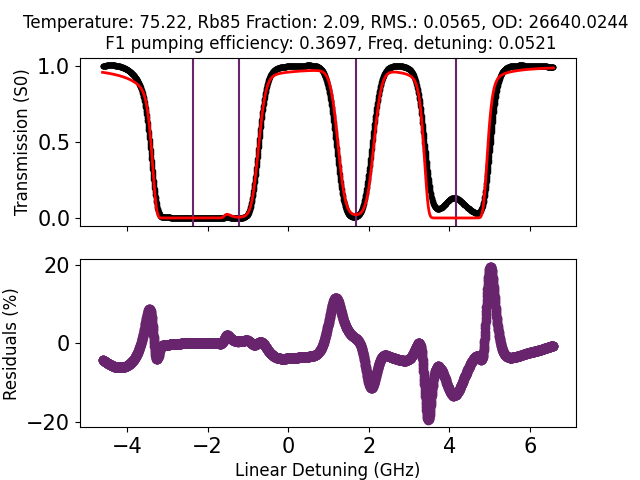 Temperature: 75.22, Rb85 Fraction: 2.09, RMS.: 0.0565, OD: 26640.0244
F1 pumping efficiency: 0.3697, Freq. detuning: 0.0521
1.0
0.5
0.0
Transmission (S0)
20
0
−20
Residuals (%)
−4
−2
0
2
4
6
Linear Detuning (GHz)